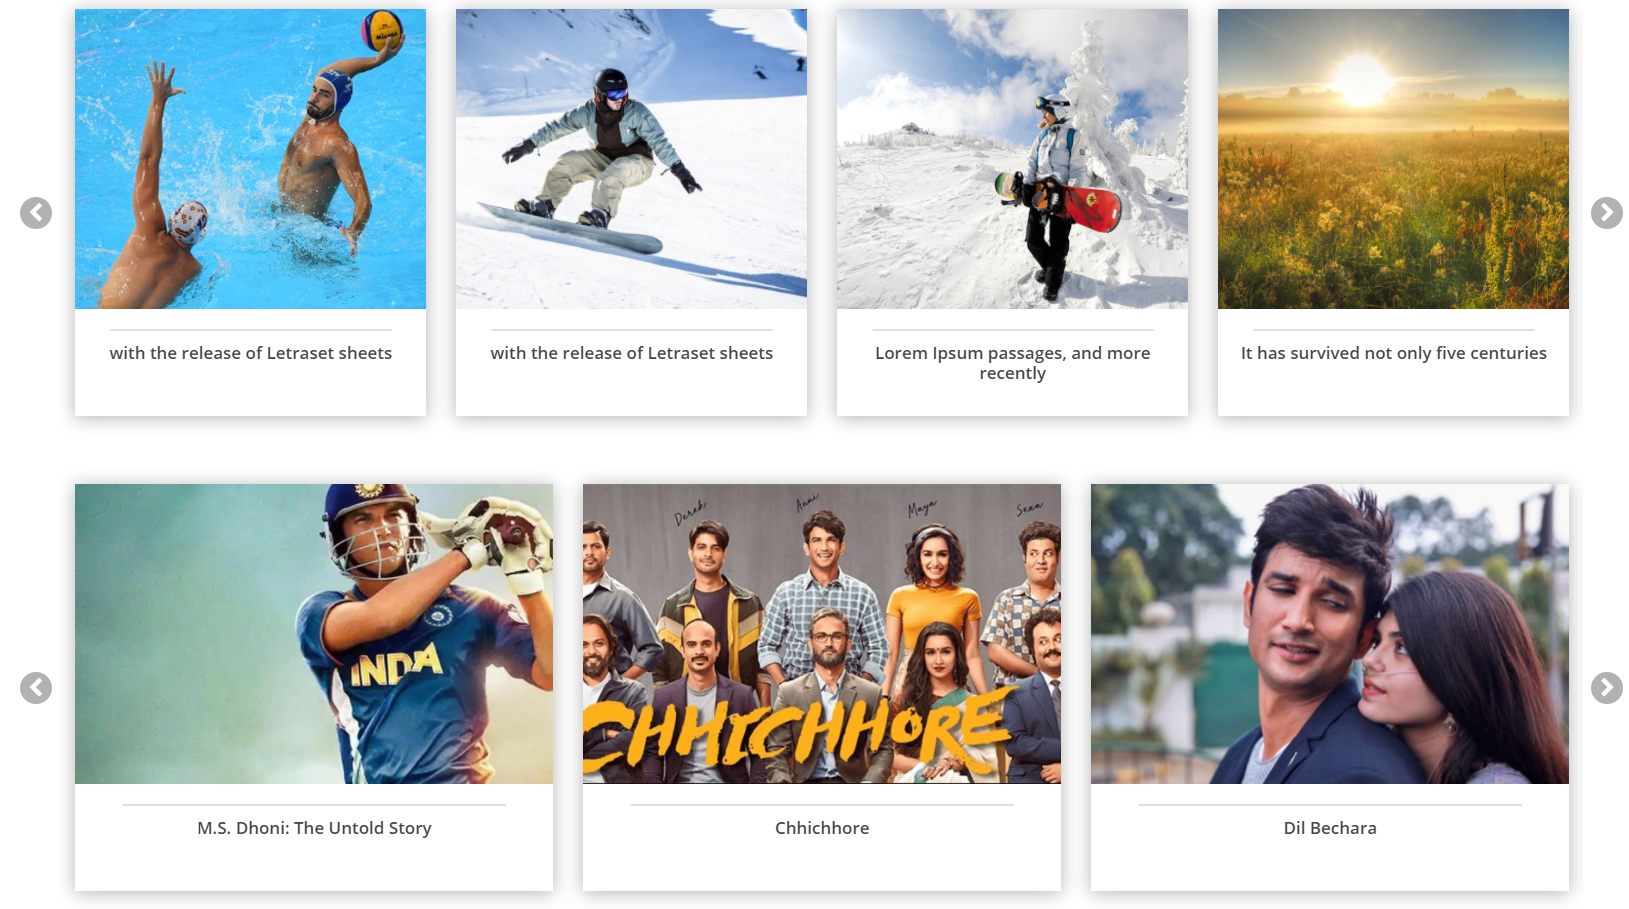 with the release of Letraset sheets
with the release of Letraset sheets
Lorem Ipsum passages, and more
recently
It has survived not only five centuries
INDA
Derek
Anni
Maya
Sexa
CHHICHHORE
M.S. Dhoni: The Untold Story
Chhichhore
Dil Bechara